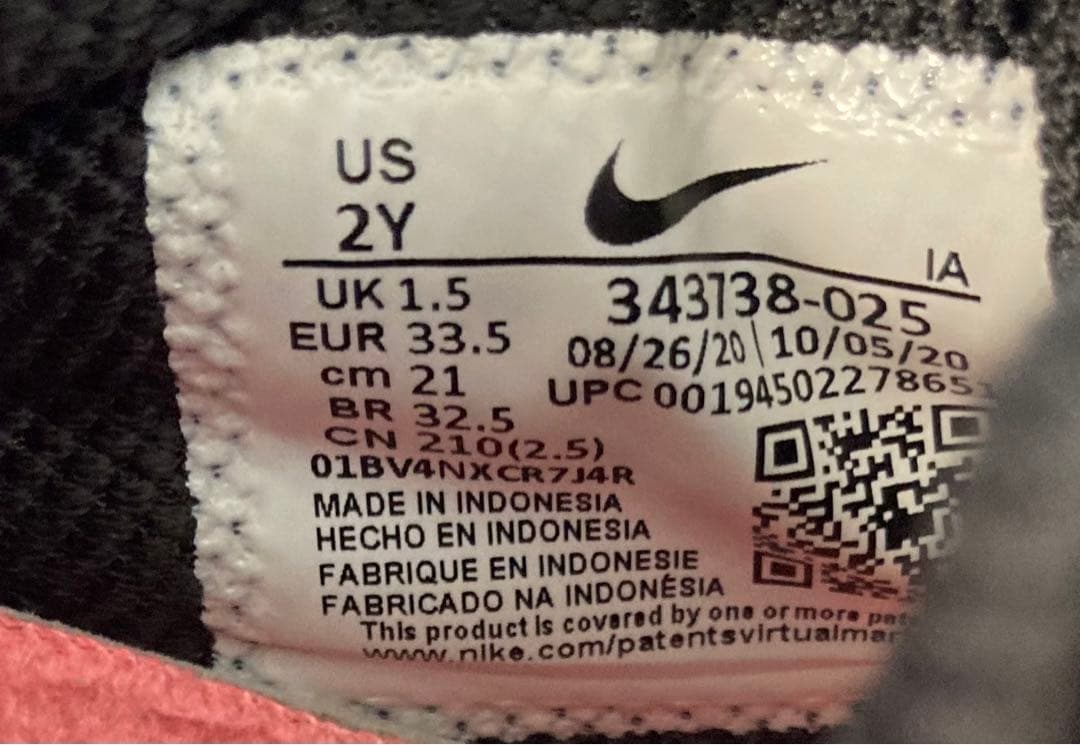 US
2Y
IA
UK 1.5
343738-025
EUR 33.5
08/26/20\10/05/20
cm 21
UPC 0019450227865
BR 32.5
CN 210(2.5)
01BV4NXCR7J4R
MADE IN INDONESIA
HECHO EN INDONESIA
FABRIQUE EN INDONESIE
FABRICADO NA INDONÉSIA
This product is covered by one or more
www.nike.com/patentsvirtualmar